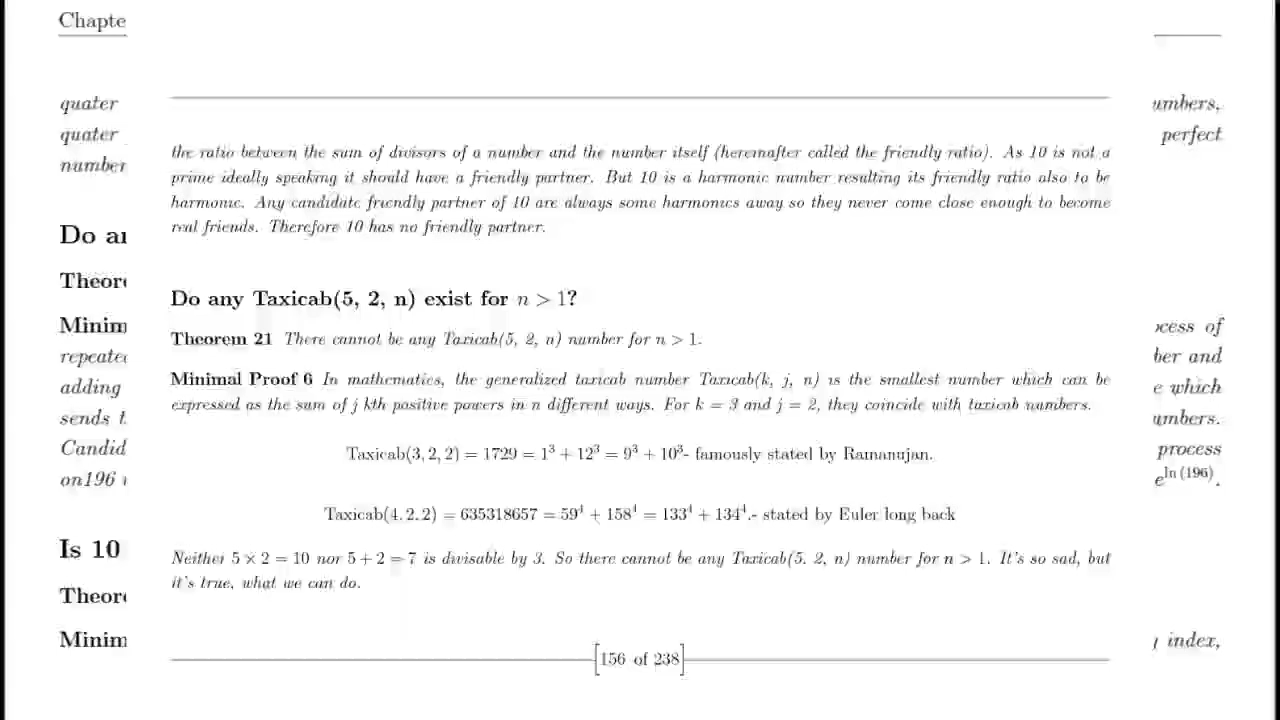 Chapte
quater
umbers,
quater
perfect
number
the ratio between the sum of divisors of a number and the number itself (hereinafter called the friendly ratio). As 10 is not a
prime ideally speaking it should have a friendly partner. But 10 is a harmonic number resulting its friendly ratio also to be
harmonic. Any candidate friendly partner of 10 are always some harmonics away so they never come close enough to become
real friends. Therefore 10 has no friendly partner.
Do a
Do any Taxicab(5, 2, n) exist for n > 1?
Theore
Theorem 21 There cannot be any Taxicab(5, 2, n) number for n > 1.
Minim
cess of
repeated
ber and
Minimal Proof 6 In mathematics, the generalized taxicab number Taxicab(k, j, n) is the smallest number which can be
adding
e which
expressed as the sum of j kth positive powers in n different ways. For k = 3 and j = 2, they coincide with taxicab numbers.
sends t
umbers.
Candid
process
Taxicab(3, 2, 2) = 1729 = 1³ + 12³ = 9³ + 10³- famously stated by Ramanujan.
on196
e^ln (196).
Taxicab(4, 2, 2) = 635318657 = 59⁴ + 158⁴ = 133⁴ + 134⁴.- stated by Euler long back
Is 10
Neither 5 × 2 = 10 nor 5 + 2 = 7 is divisable by 3. So there cannot be any Taxicab(5, 2, n) number for n > 1. It's so sad, but
it's true, what we can do.
Theore
Minim
index,
[156 of 238]